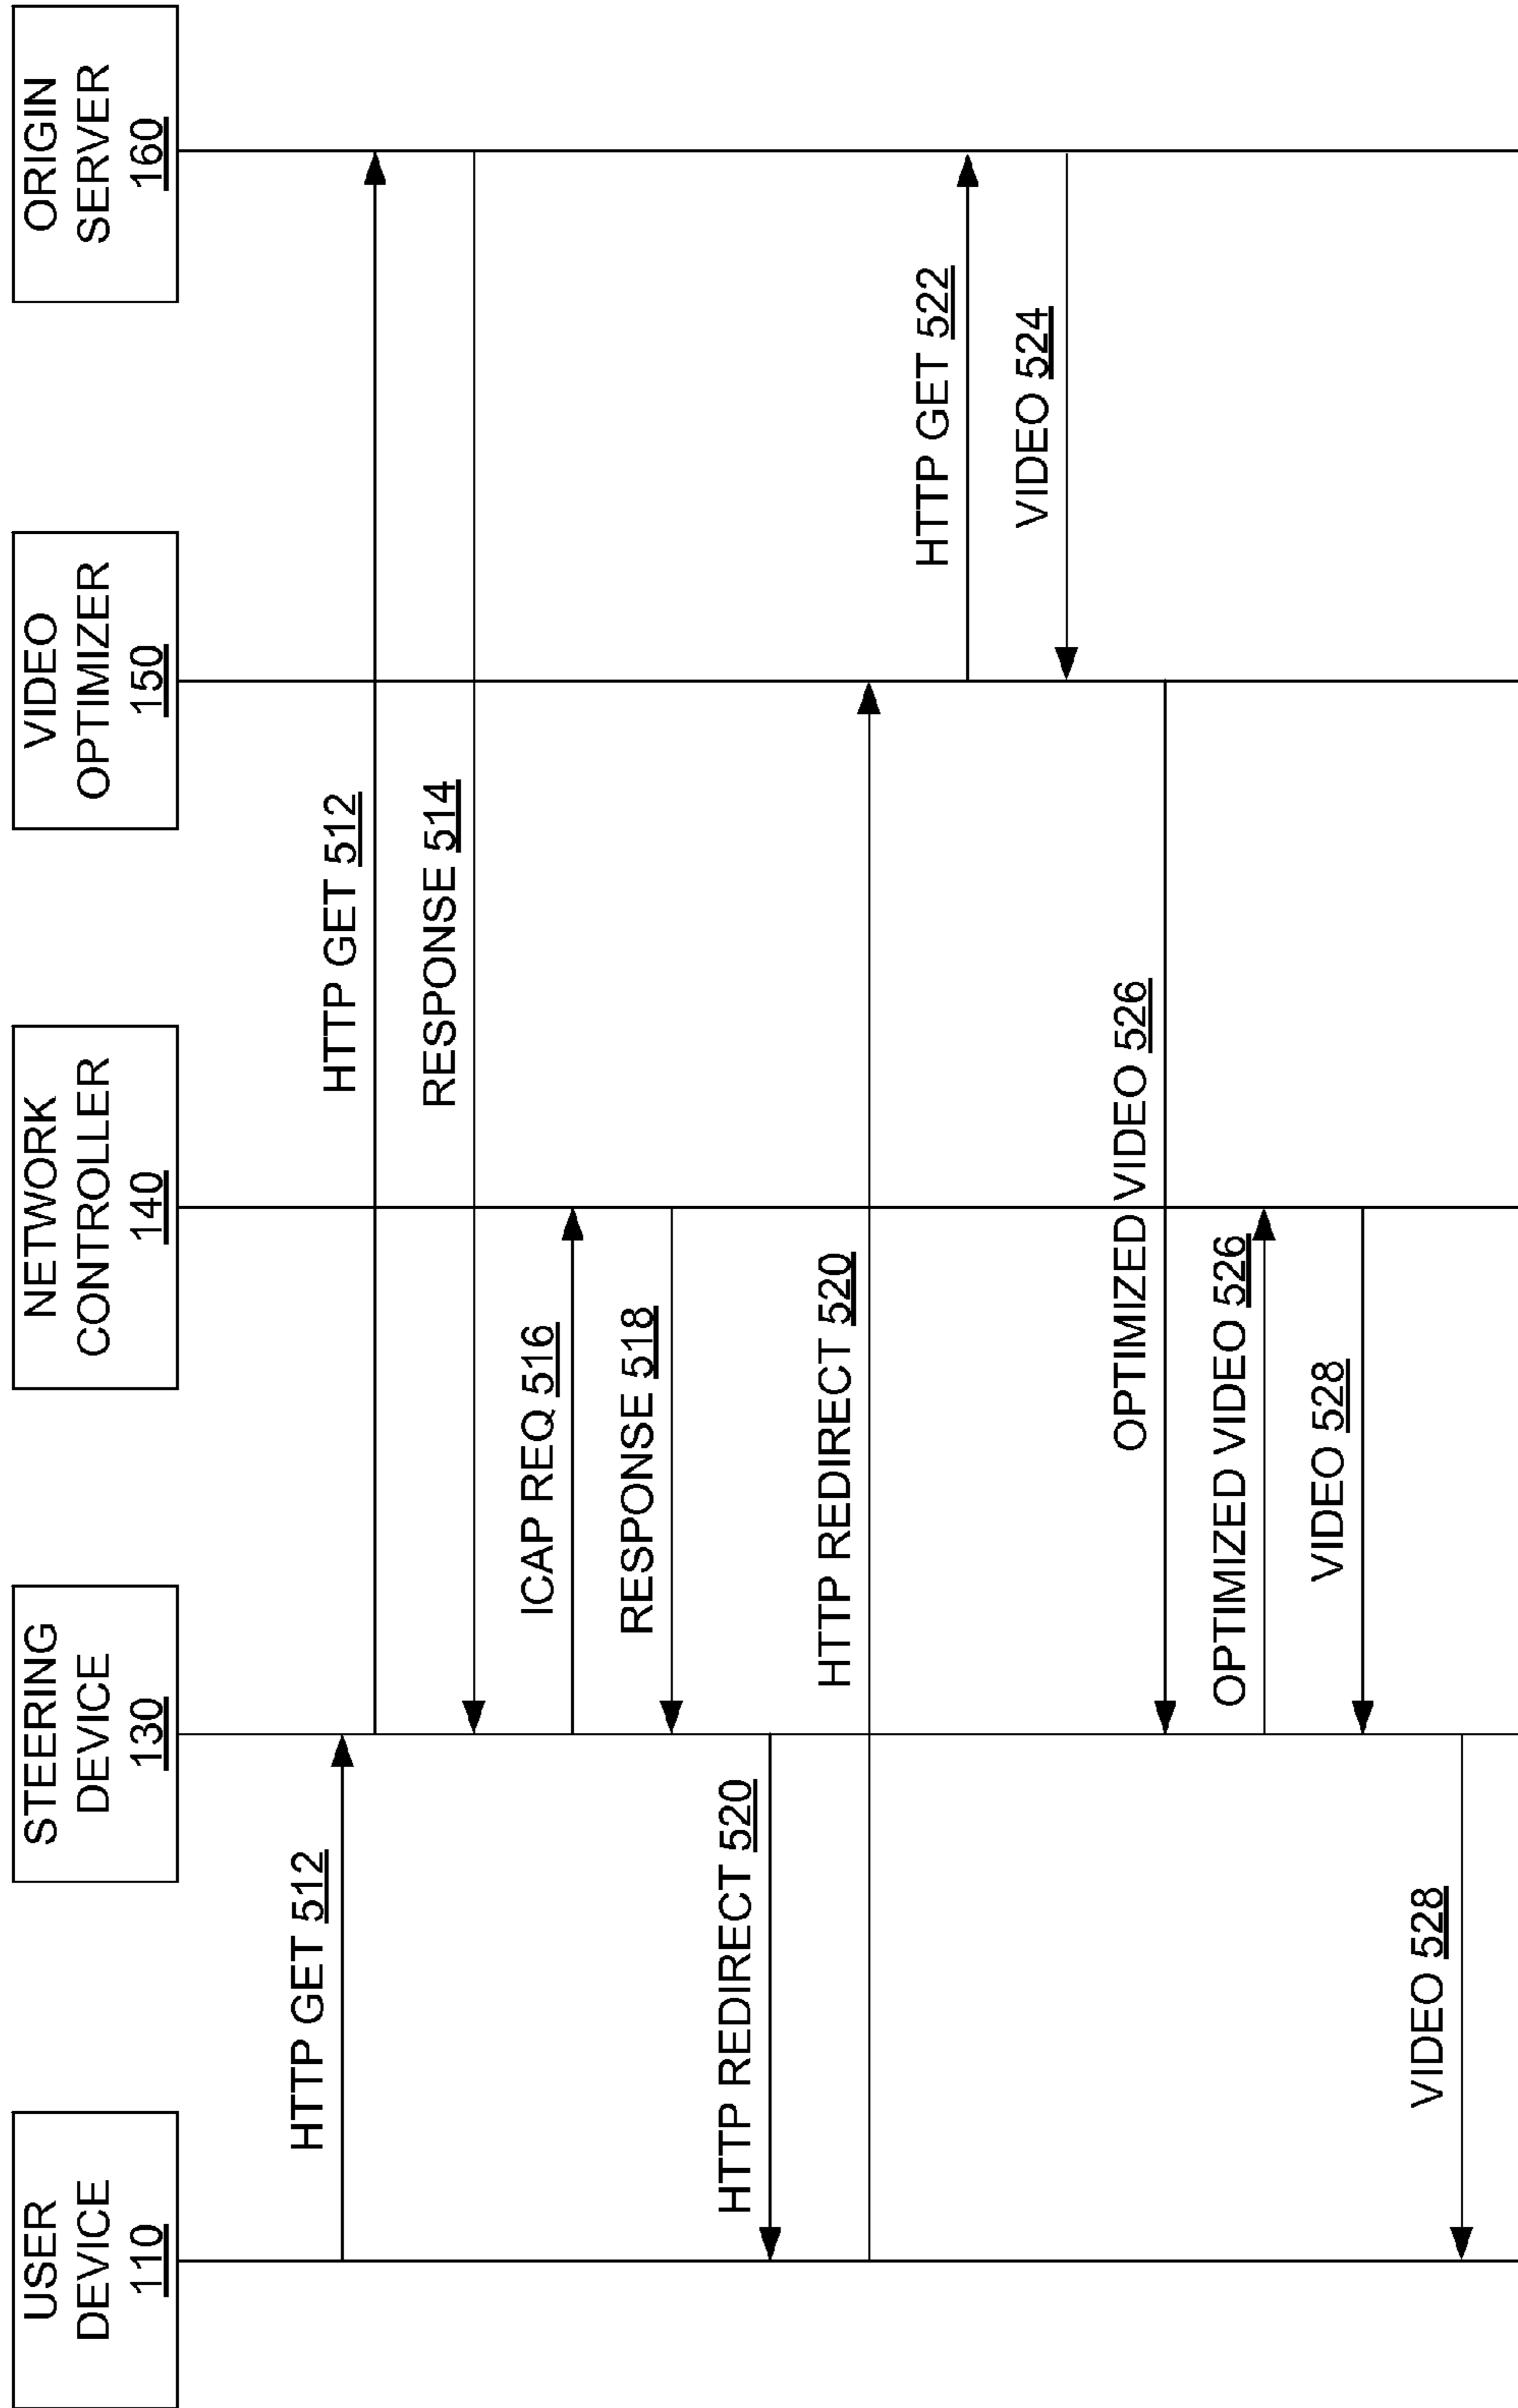 USER
DEVICE
110
STEERING
DEVICE
130
NETWORK
CONTROLLER
140
VIDEO
OPTIMIZER
150
ORIGIN
SERVER
160
HTTP GET 512
HTTP GET 512
RESPONSE 514
ICAP REQ 516
RESPONSE 518
HTTP REDIRECT 520
HTTP REDIRECT 520
HTTP GET 522
VIDEO 524
OPTIMIZED VIDEO 526
OPTIMIZED VIDEO 526
VIDEO 528
VIDEO 528